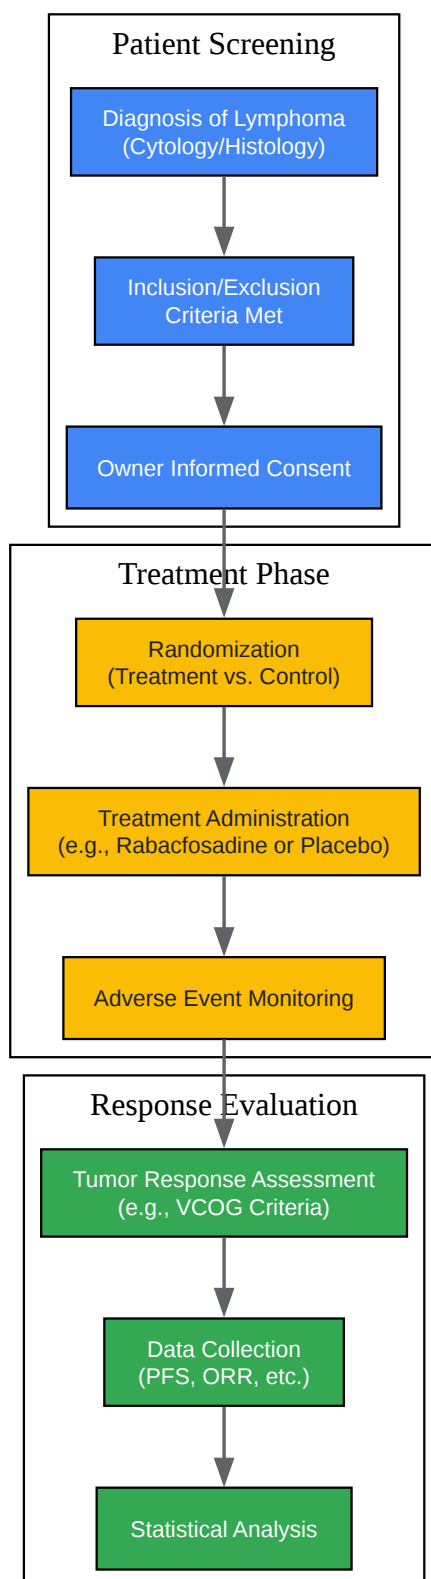 Patient Screening
Diagnosis of Lymphoma
(Cytology/Histology)
Inclusion/Exclusion
Criteria Met
Owner Informed Consent
Treatment Phase
Randomization
(Treatment vs. Control)
Treatment Administration
(e.g., Rabacfosadine or Placebo)
Adverse Event Monitoring
Response Evaluation
Tumor Response Assessment
(e.g., VCOG Criteria)
Data Collection
(PFS, ORR, etc.)
Statistical Analysis